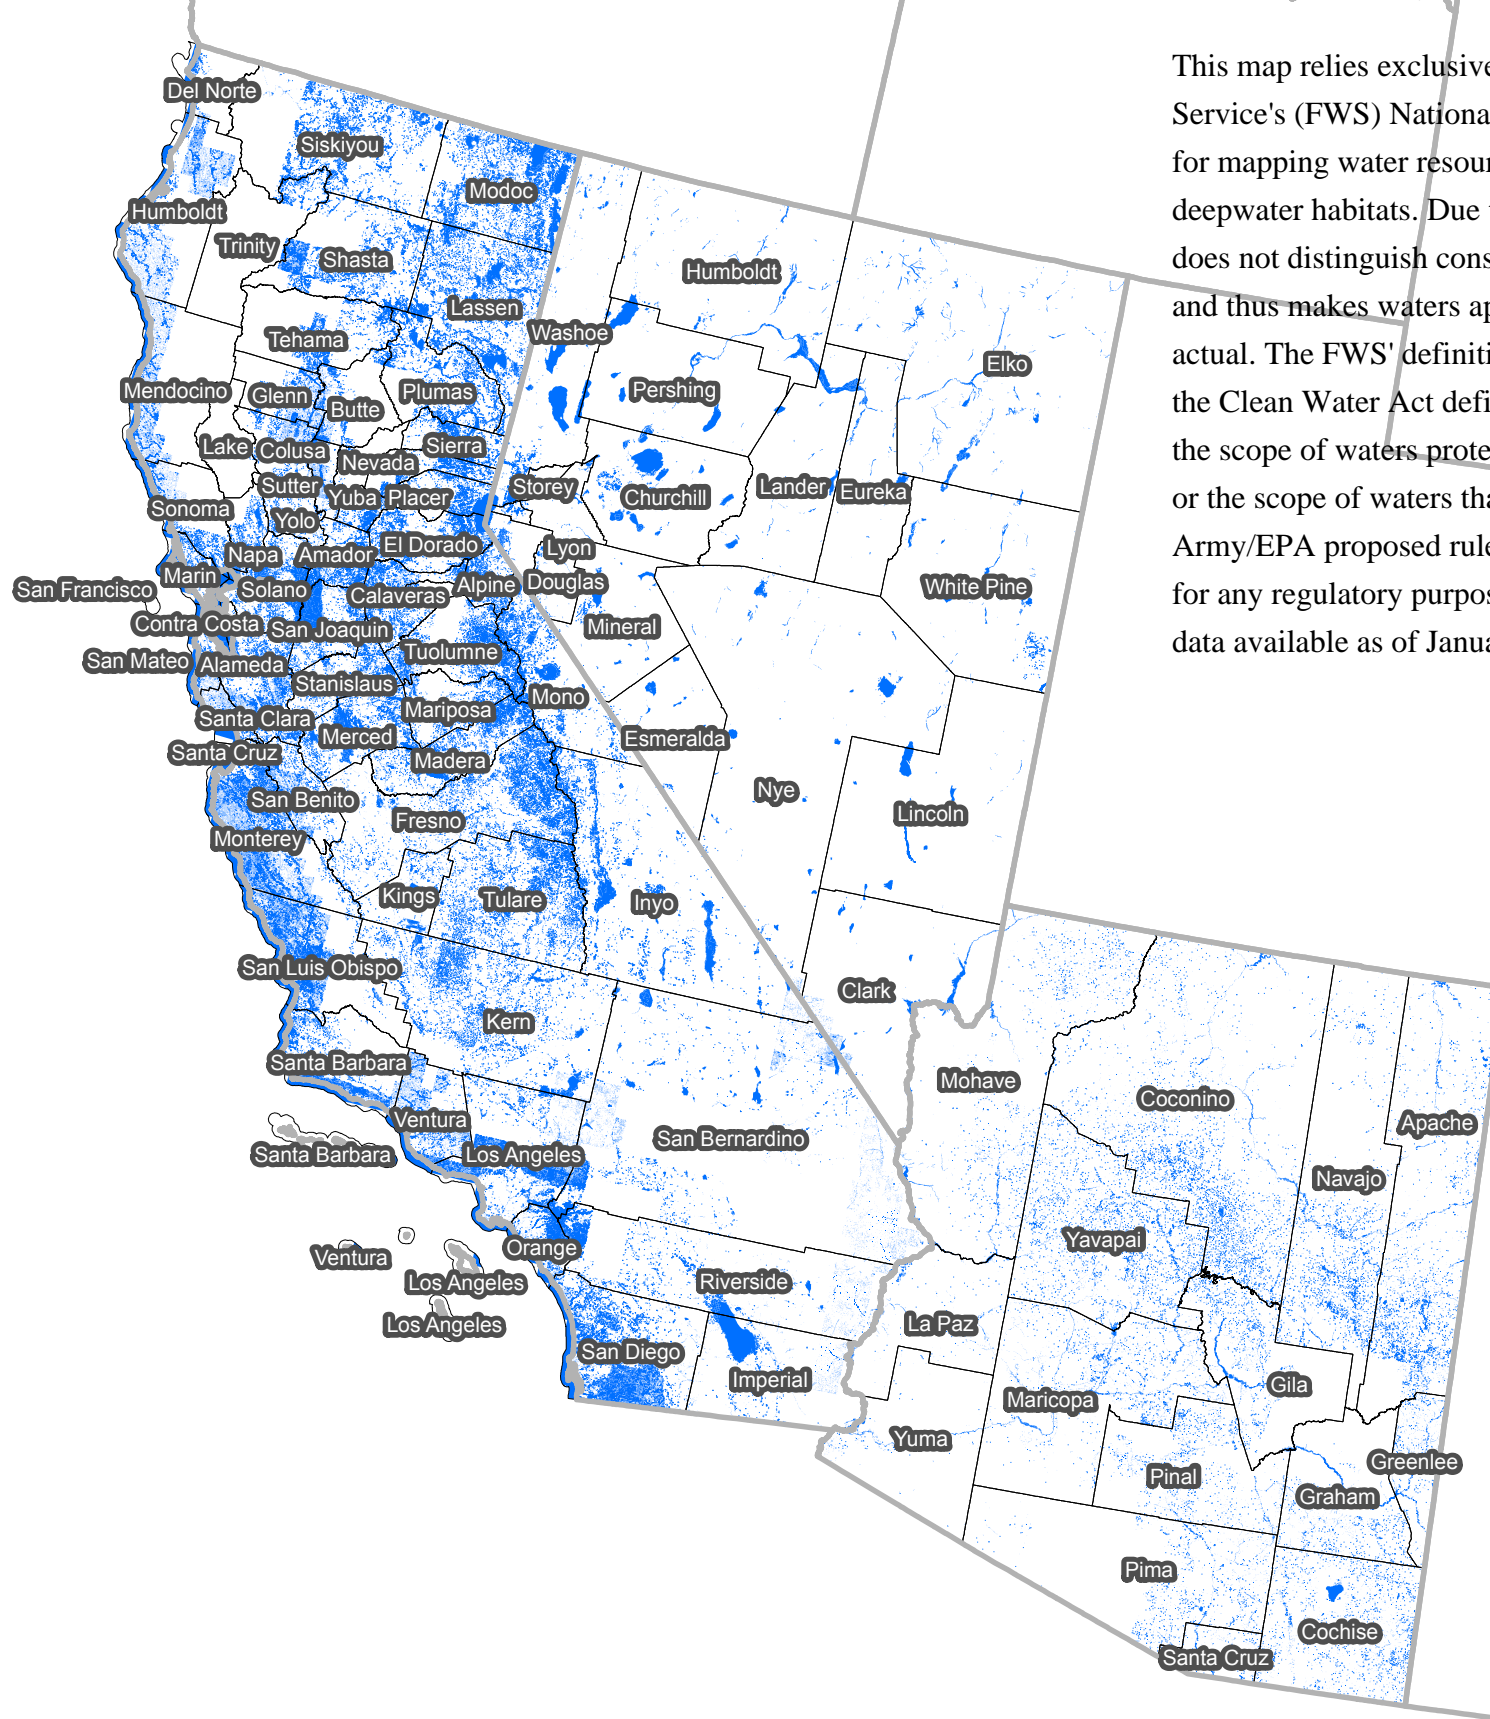 This map relies exclusive
Service's (FWS) Nationa
for mapping water resour
deepwater habitats. Due
does not distinguish cons
and thus makes waters ap
actual. The FWS' definiti
the Clean Water Act defi
the scope of waters prote
or the scope of waters tha
Army/EPA proposed rule
for any regulatory purpos
data available as of Janua
Del Norte
Siskiyou
Modoc
Humboldt
Trinity
Shasta
Lassen
Humboldt
Washoe
Tehama
Elko
Mendocino
Glenn
Butte
Plumas
Pershing
Lake
Colusa
Nevada
Sierra
Sutter
Yuba
Placer
Storey
Churchill
Lander
Eureka
Sonoma
Yolo
Napa
Amador
El Dorado
Lyon
San Francisco
Marin
Solano
Calaveras
Alpine
Douglas
White Pine
Contra Costa
San Joaquin
Mineral
San Mateo
Alameda
Tuolumne
Stanislaus
Mono
Santa Clara
Mariposa
Merced
Esmeralda
Santa Cruz
Madera
San Benito
Fresno
Nye
Lincoln
Monterey
Kings
Tulare
Inyo
San Luis Obispo
Clark
Kern
Santa Barbara
Mohave
Coconino
Ventura
Apache
Santa Barbara
Los Angeles
San Bernardino
Navajo
Yavapai
Ventura
Orange
Los Angeles
Riverside
Los Angeles
La Paz
San Diego
Imperial
Gila
Maricopa
Yuma
Greenlee
Pinal
Graham
Pima
Cochise
Santa Cruz